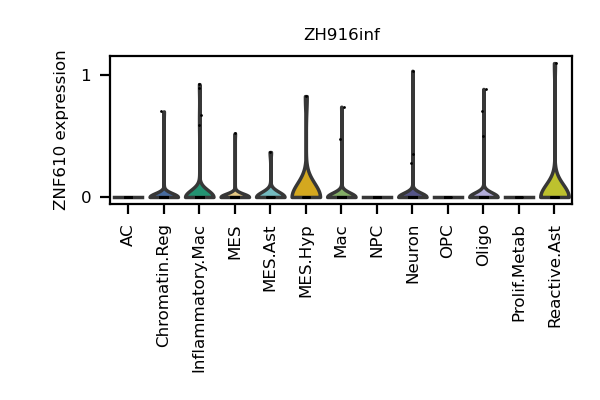 ZH916inf
ZNF610 expression
1
0
AC
Chromatin.Reg
Inflammatory.Mac
MES
MES.Ast
MES.Hyp
Mac
NPC
Neuron
OPC
Oligo
Prolif.Metab
Reactive.Ast